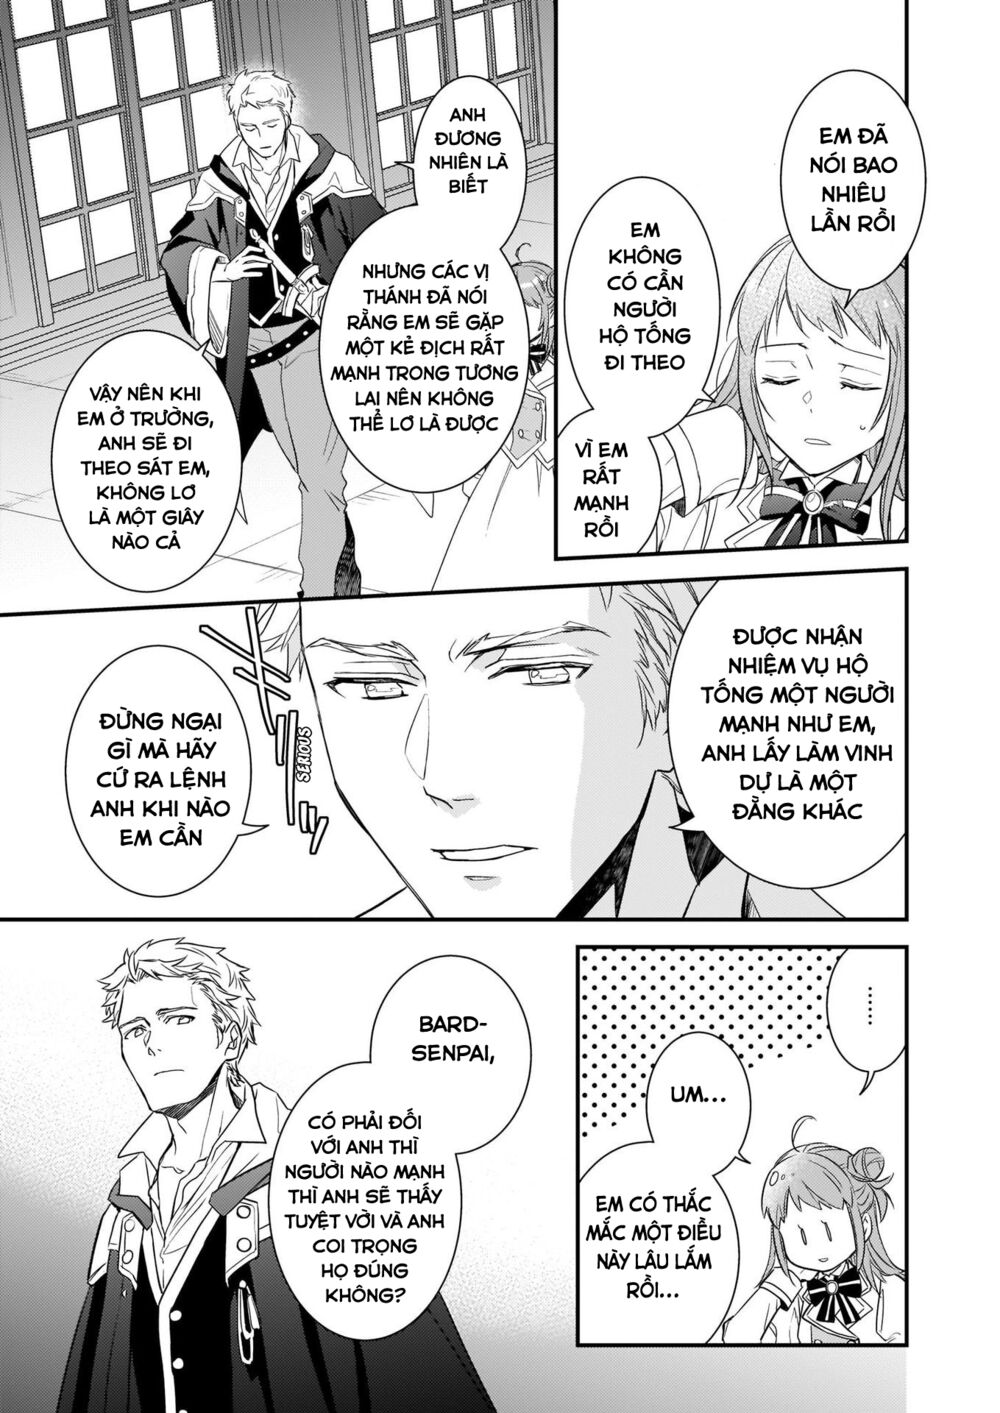 EM ĐÃ
NÓI BAO
NHIÊU
LẦN RỒI
EM
KHÔNG
CÓ CẦN
NGƯỜI
HỘ TỐNG
ĐI THEO
VÌ EM
RẤT
MẠNH
RỒI
ANH
ĐƯƠNG
NHIÊN LÀ
BIẾT
NHƯNG CÁC VỊ
THÁNH ĐÃ NÓI
RẰNG EM SẼ GẶP
MỘT KẺ ĐỊCH RẤT
MẠNH TRONG TƯƠNG
LAI NÊN KHÔNG
THỂ LƠ LÀ ĐƯỢC
VẬY NÊN KHI
EM Ở TRƯỜNG,
ANH SẼ ĐI
THEO SÁT EM,
KHÔNG LƠ
LÀ MỘT GIÂY
NÀO CẢ
ĐƯỢC NHẬN
NHIỆM VỤ HỘ
TỐNG MỘT NGƯỜI
MẠNH NHƯ EM,
ANH LẤY LÀM VINH
DỰ LÀ MỘT
ĐẰNG KHÁC
SERIOUS
ĐỪNG NGẠI
GÌ MÀ HÃY
CỨ RA LỆNH
ANH KHI NÀO
EM CẦN
........
UM...
EM CÓ THẮC
MẮC MỘT ĐIỀU
NÀY LÂU LẮM
RỒI...
BARD-
SENPAI,
CÓ PHẢI ĐỐI
VỚI ANH THÌ
NGƯỜI NÀO MẠNH
THÌ ANH SẼ THẤY
TUYỆT VỜI VÀ ANH
COI TRỌNG
HỌ ĐÚNG
KHÔNG?